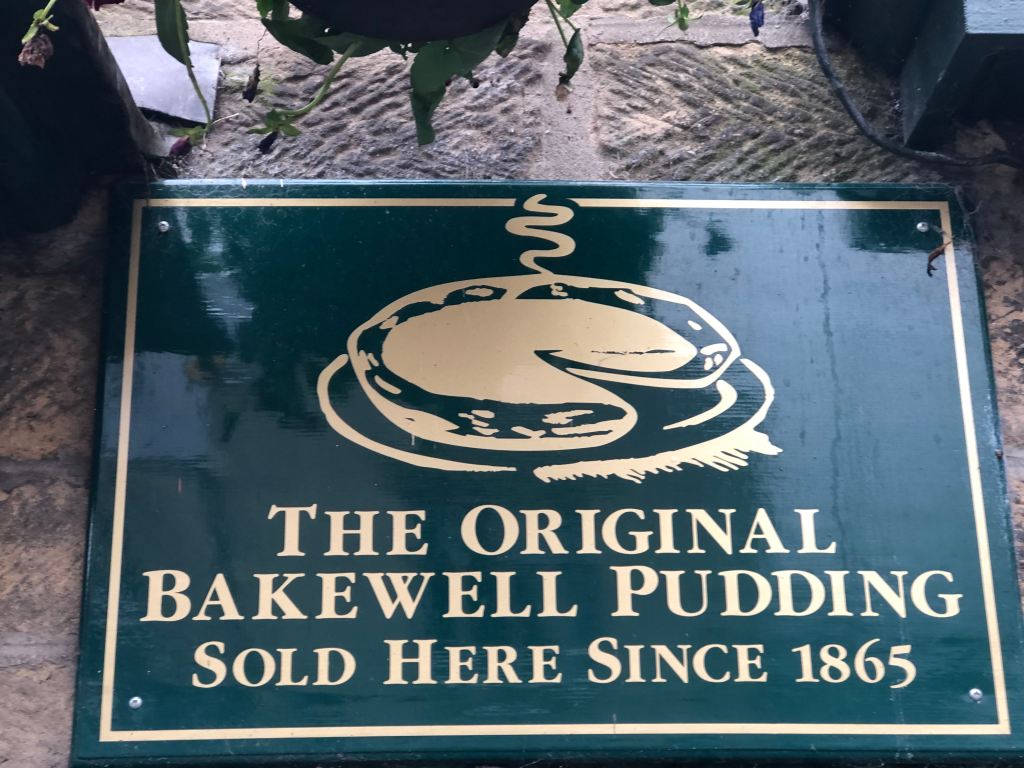 THE ORIGINAL
BAKEWELL PUDDING
SOLD HERE SINCE 1865